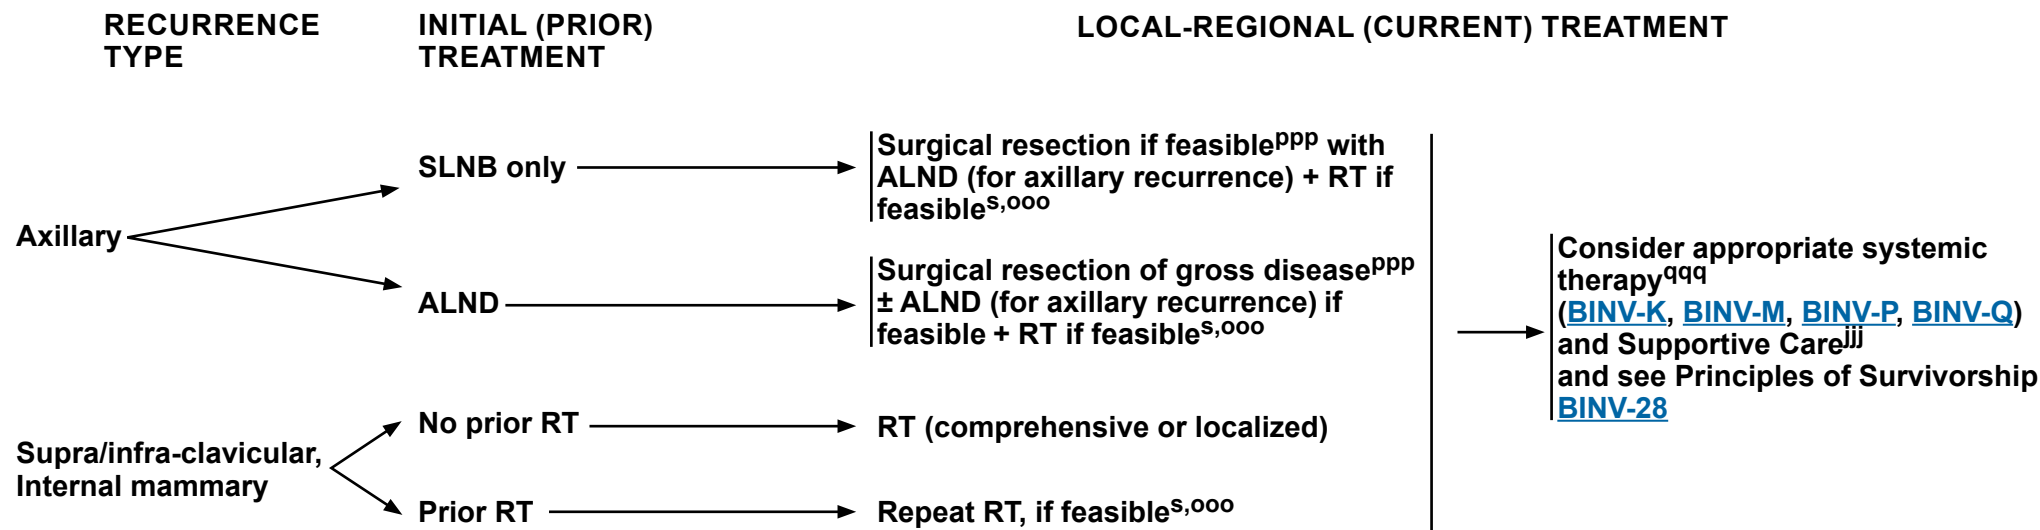 RECURRENCE TYPE
INITIAL (PRIOR) TREATMENT
LOCAL-REGIONAL (CURRENT) TREATMENT
Axillary
SLNB only
Surgical resection if feasibleppp with
ALND (for axillary recurrence) + RT if
feasibles,ooo
ALND
Surgical resection of gross diseaseppp
± ALND (for axillary recurrence) if
feasible + RT if feasibles,ooo
Supra/infra-clavicular,
Internal mammary
No prior RT
RT (comprehensive or localized)
Prior RT
Repeat RT, if feasibles,ooo
Consider appropriate systemic
therapyqqq
(BINV-K, BINV-M, BINV-P, BINV-Q)
and Supportive Carejjj
and see Principles of Survivorship
BINV-28